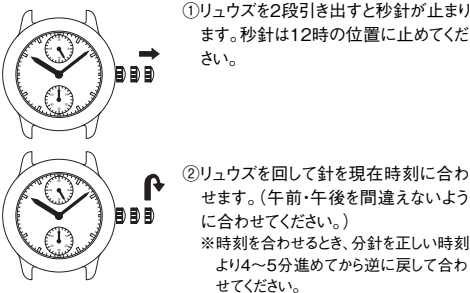 ①リュウズを2段引き出すと秒針が止まり
ます。秒針は12時の位置に止めてくだ
さい。
②リュウズを回して針を現在時刻に合わ
せます。（午前・午後を間違えないよう
に合わせてください。）
※時刻を合わせるとき、分針を正しい時刻
より4～5分進めてから逆に戻して合わ
せてください。